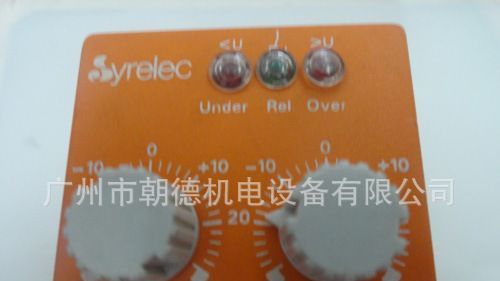 <U >U
Syrelec
Under Rel Over
-10 0 +10 -10 0 +10
广州市朝德机电设备有限公司
20